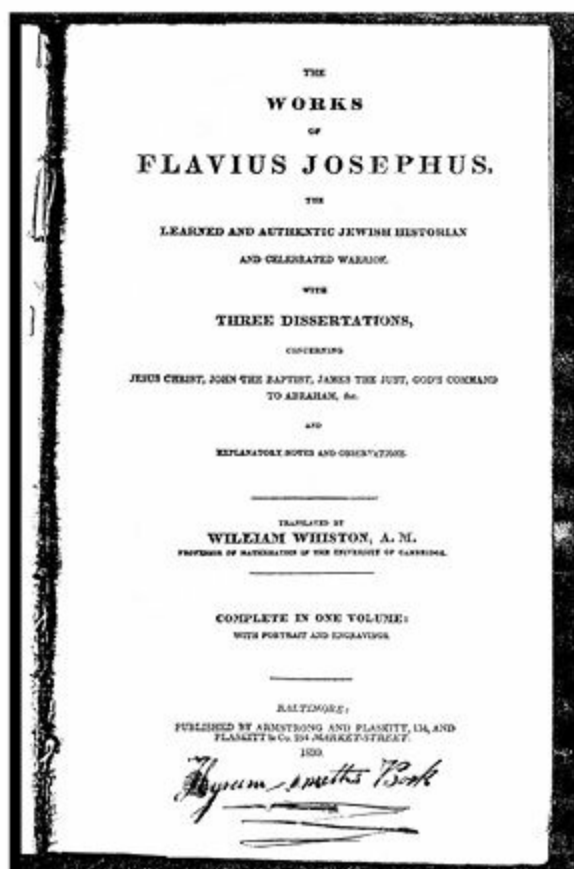 THE
WORKS
OF
FLAVIUS JOSEPHUS,
THE
LEARNED AND AUTHENTIC JEWISH HISTORIAN
AND CELEBRATED WARRIOR.
WITH
THREE DISSERTATIONS,
CONCERNING
JESUS CHRIST, JOHN THE BAPTIST, JAMES THE JUST, GOD'S COMMAND
TO ABRAHAM, &c.
AND
EXPLANATORY NOTES AND OBSERVATIONS.
TRANSLATED BY
WILLIAM WHISTON, A. M.
PROFESSOR OF MATHEMATICS IN THE UNIVERSITY OF CAMBRIDGE.
COMPLETE IN ONE VOLUME:
WITH PORTRAIT AND ENGRAVINGS.
BALTIMORE:
PUBLISHED BY ARMSTRONG AND PLASKITT, 134, AND
PLASKITT & Co. 254 MARKET-STREET.
1830.
Hyrum Smiths Book